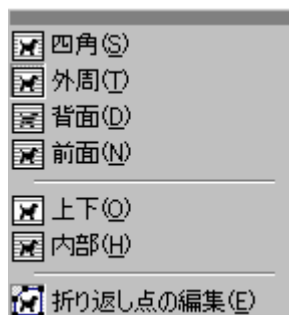 四角(S)
外周(T)
背面(D)
前面(N)
上下(O)
内部(H)
折り返し点の編集(E)